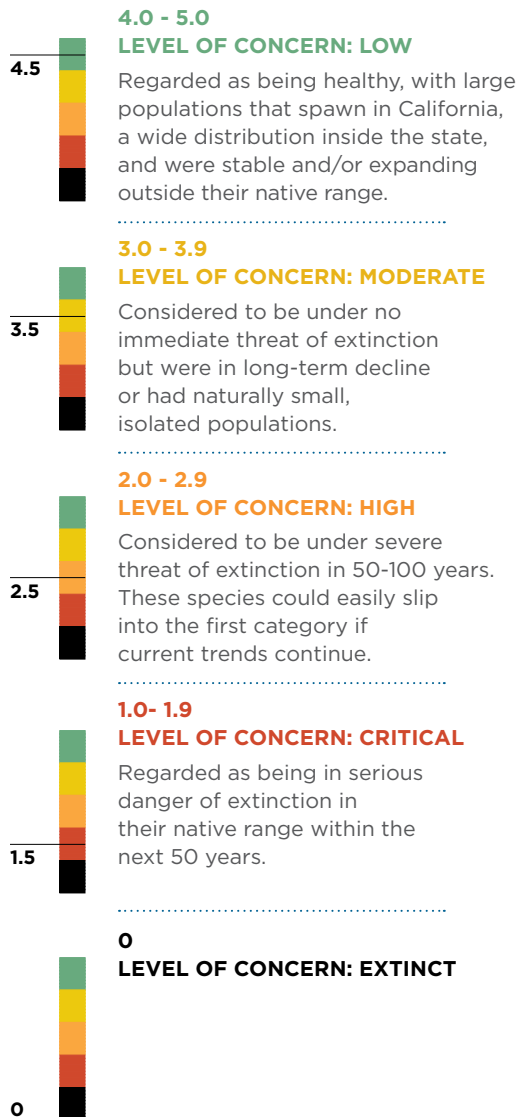 4.0 - 5.0
LEVEL OF CONCERN: LOW
4.5
Regarded as being healthy, with large
populations that spawn in California,
a wide distribution inside the state,
and were stable and/or expanding
outside their native range.
3.0 - 3.9
LEVEL OF CONCERN: MODERATE
Considered to be under no
3.5
immediate threat of extinction
but were in long-term decline
or had naturally small,
isolated populations.
2.0 - 2.9
LEVEL OF CONCERN: HIGH
Considered to be under severe
threat of extinction in 50-100 years.
2.5
These species could easily slip
into the first category if
current trends continue.
1.0- 1.9
LEVEL OF CONCERN: CRITICAL
Regarded as being in serious
danger of extinction in
their native range within the
1.5
next 50 years.
0
LEVEL OF CONCERN: EXTINCT
0